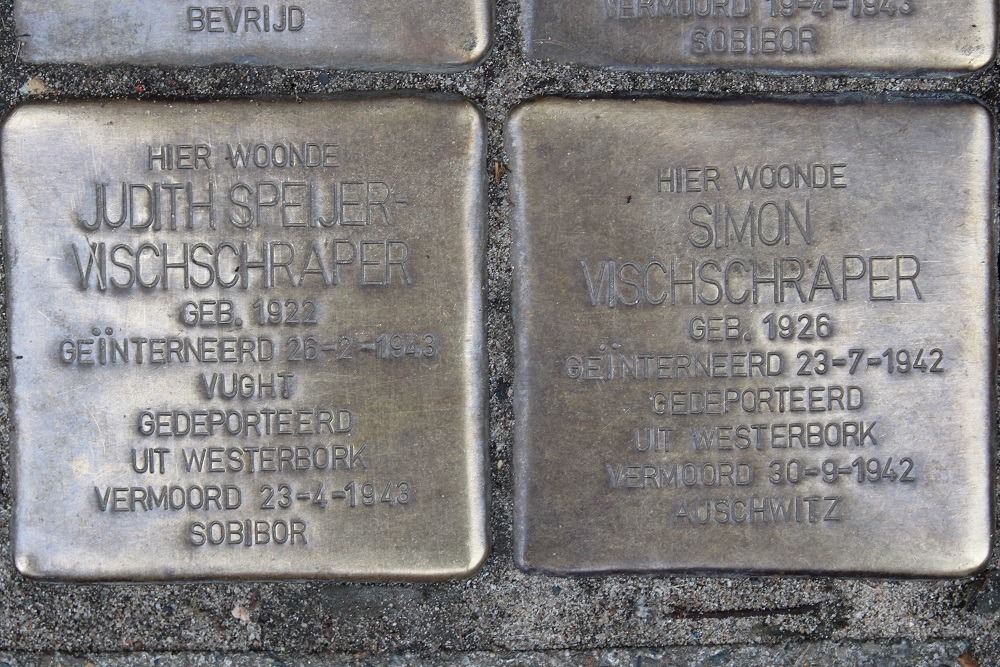 BEVRIJD
VERMOORD 19-4-1943
SOBIBOR
HIER WOONDE
JUDITH SPEIJER-
VISCHSCHRAPER
GEB. 1922
GEÏNTERNEERD 26-2-1943
VUGHT
GEDEPORTEERD
UIT WESTERBORK
VERMOORD 23-4-1943
SOBIBOR
HIER WOONDE
SIMON
VISCHSCHRAPER
GEB. 1926
GEÏNTERNEERD 23-7-1942
GEDEPORTEERD
UIT WESTERBORK
VERMOORD 30-9-1942
AUSCHWITZ